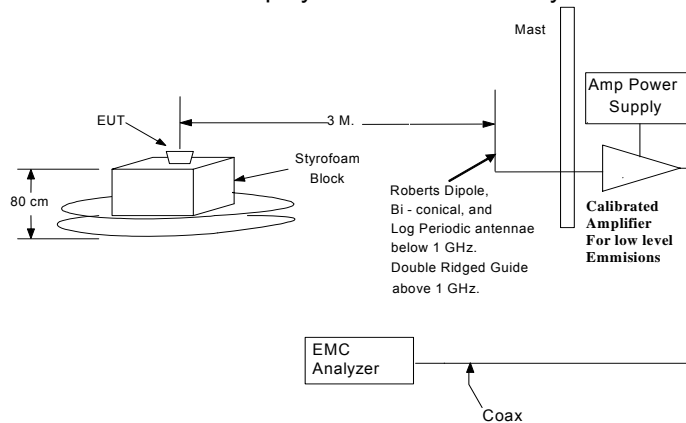 Mast
Amp Power
Supply
EUT
3 M.
Styrofoam
Block
80 cm
Roberts Dipole,
Bi - conical, and
Log Periodic antennae
below 1 GHz.
Double Ridged Guide
above 1 GHz.
Calibrated
Amplifier
For low level
Emmisions
EMC
Analyzer
Coax